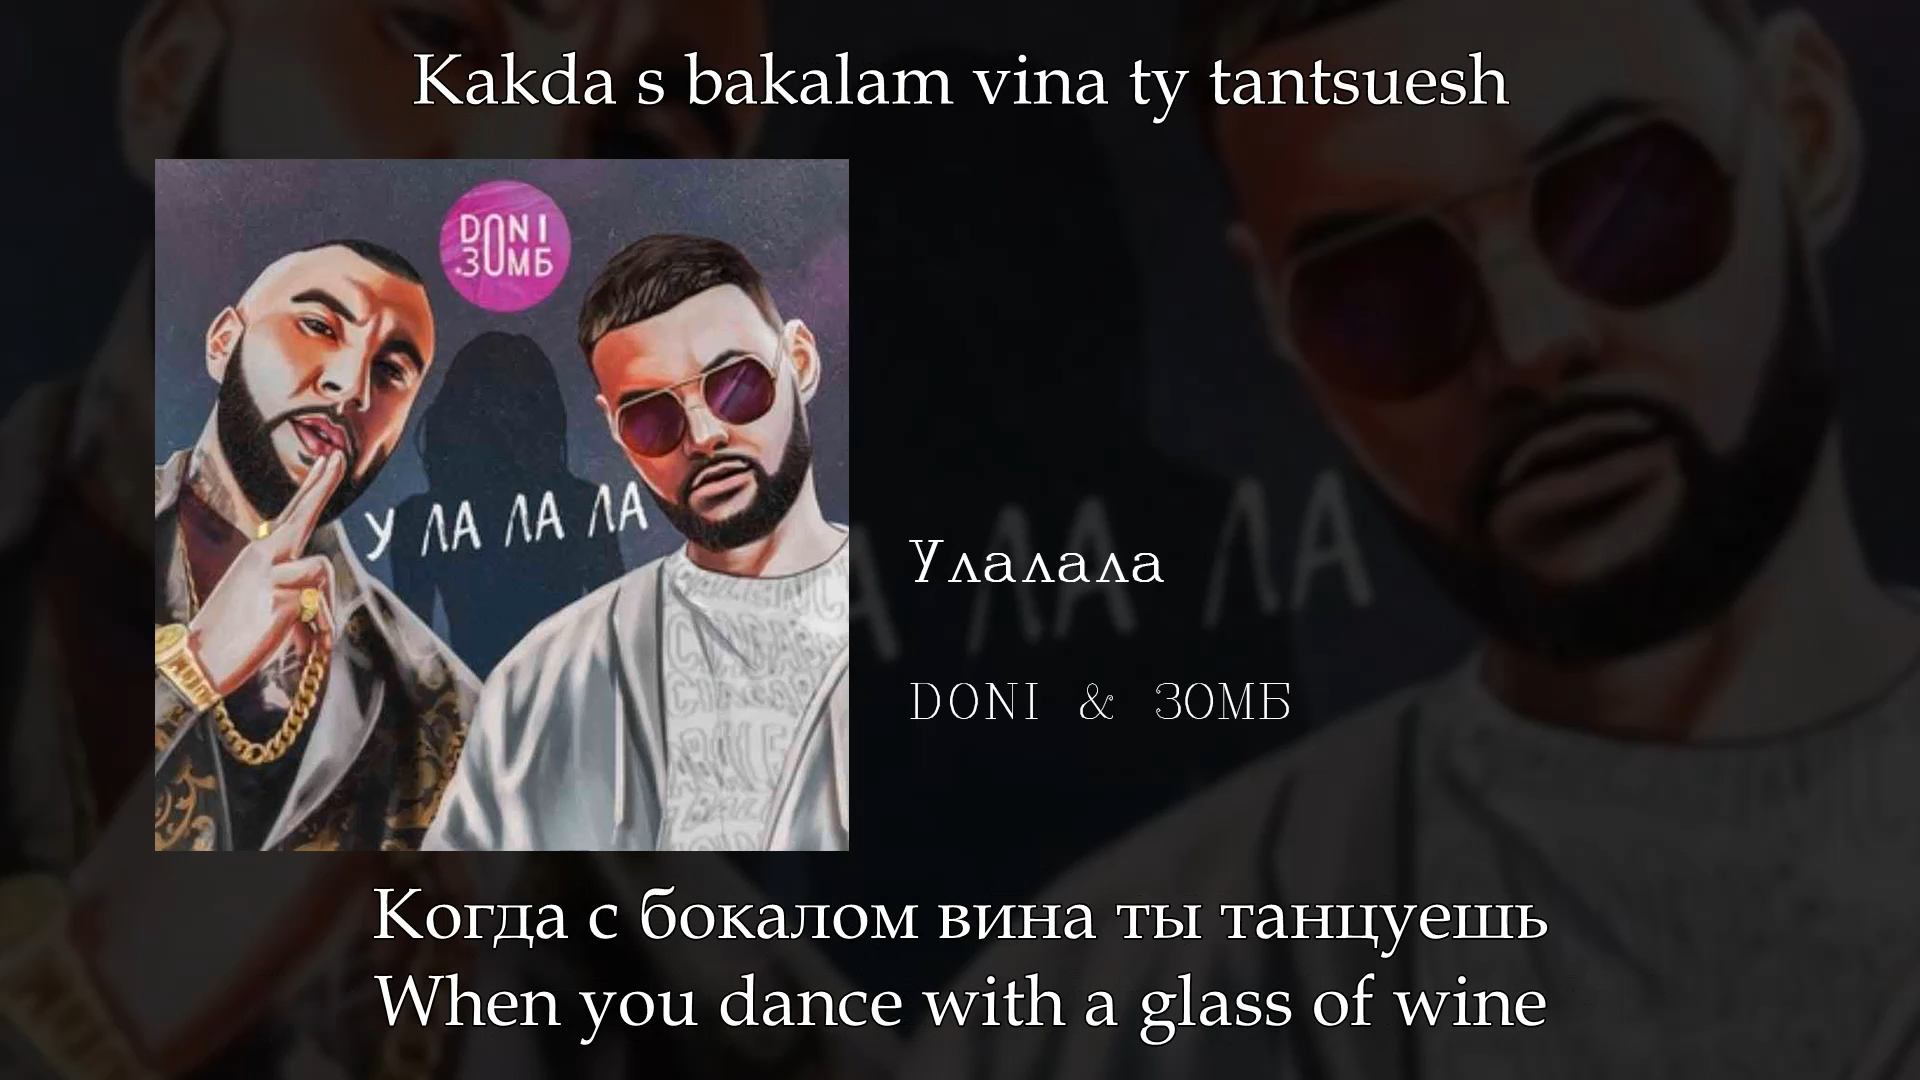 Kakda s bakalam vina ty tantsuesh
DONI
ЗОМБ
У ЛА ЛА ЛА
Улалала
DONI & ЗОМБ
Когда с бокалом вина ты танцуешь
When you dance with a glass of wine